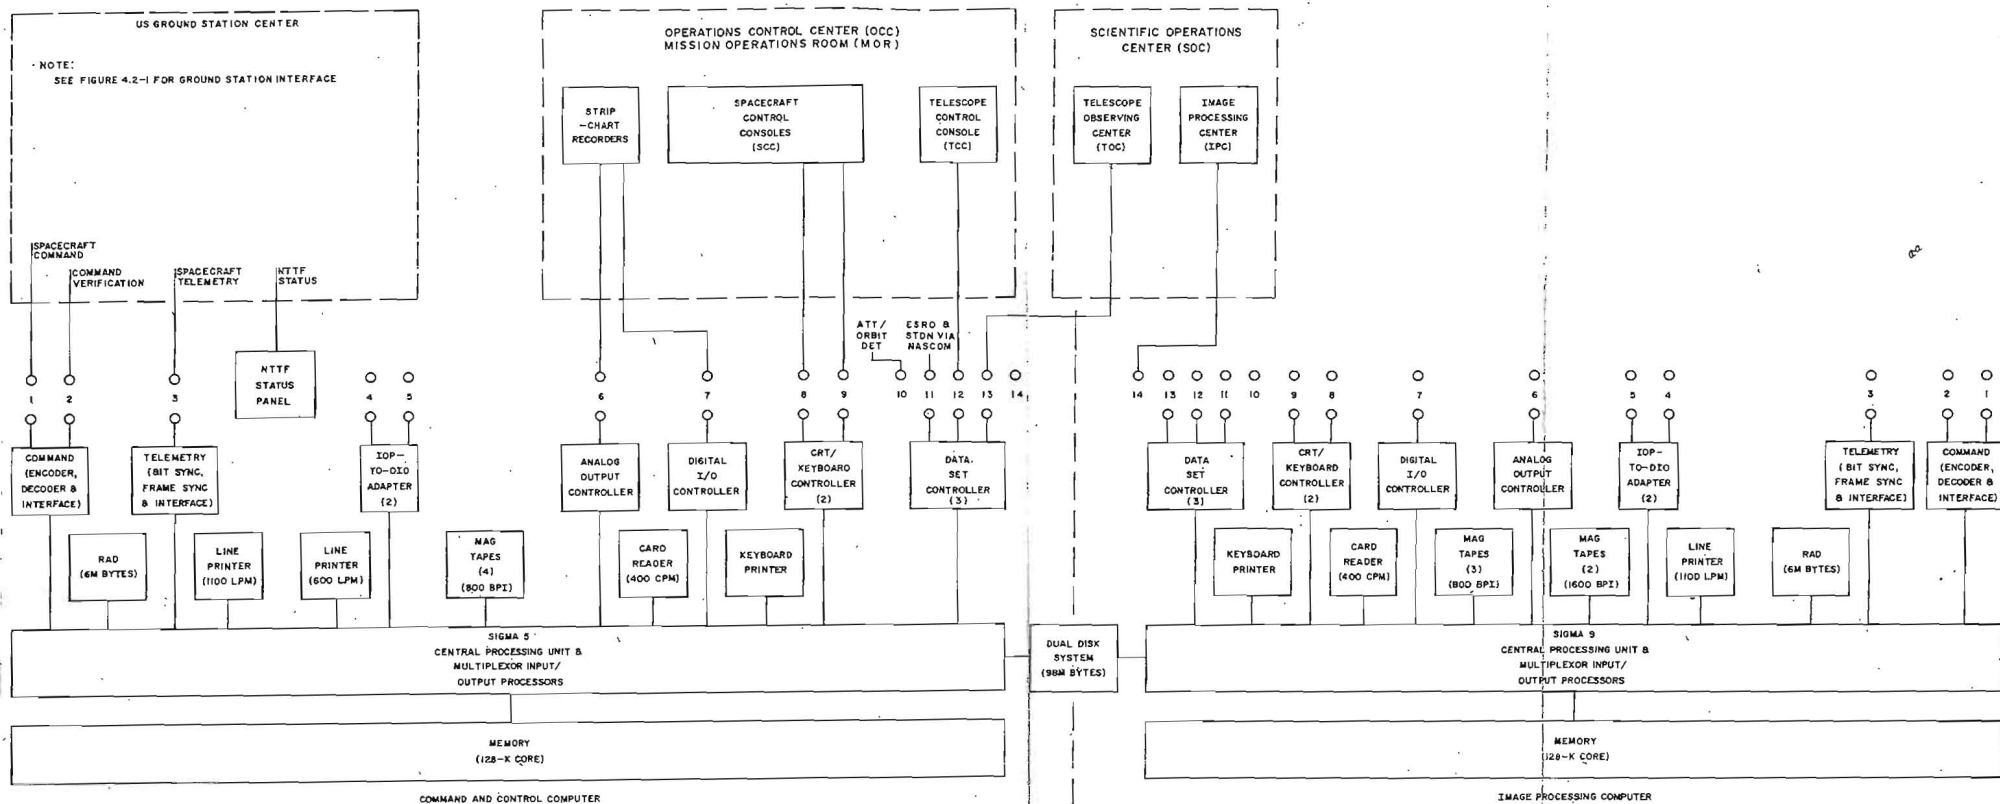 US GROUND STATION CENTER
NOTE:
SEE FIGURE 4.2-1 FOR GROUND STATION INTERFACE
SPACECRAFT
COMMAND
COMMAND
VERIFICATION
SPACECRAFT
TELEMETRY
NTTF
STATUS
OPERATIONS CONTROL CENTER (OCC)
MISSION OPERATIONS ROOM (MOR)
STRIP
-CHART
RECORDERS
SPACECRAFT
CONTROL
CONSOLES
(SCC)
TELESCOPE
CONTROL
CONSOLE
(TCC)
SCIENTIFIC OPERATIONS
CENTER (SOC)
TELESCOPE
OBSERVING
CENTER
(TOC)
IMAGE
PROCESSING
CENTER
(IPC)
NTTF
STATUS
PANEL
ATT/
ORBIT
DET
ESRO &
STDN VIA
NASCOM
1 2 3 4 5 6 7 8 9 10 11 12 13 14
14 13 12 11 10 9 8 7 6 5 4 3 2 1
COMMAND
(ENCODER,
DECODER &
INTERFACE)
TELEMETRY
(BIT SYNC,
FRAME SYNC
& INTERFACE)
IOP-
TO-DIO
ADAPTER
(2)
ANALOG
OUTPUT
CONTROLLER
DIGITAL
I/O
CONTROLLER
CRT/
KEYBOARD
CONTROLLER
(2)
DATA.
SET
CONTROLLER
(3)
DATA
SET
CONTROLLER
(3)
CRT/
KEYBOARD
CONTROLLER
(2)
DIGITAL
I/O
CONTROLLER
ANALOG
OUTPUT
CONTROLLER
IOP-
TO-DIO
ADAPTER
(2)
TELEMETRY
(BIT SYNC,
FRAME SYNC
& INTERFACE)
COMMAND
(ENCODER,
DECODER &
INTERFACE)
RAD
(6M BYTES)
LINE
PRINTER
(1100 LPM)
LINE
PRINTER
(600 LPM)
MAG
TAPES
(4)
(800 BPI)
CARD
READER
(400 CPM)
KEYBOARD
PRINTER
KEYBOARD
PRINTER
CARD
READER
(400 CPM)
MAG
TAPES
(3)
(800 BPI)
MAG
TAPES
(2)
(1600 BPI)
LINE
PRINTER
(1100 LPM)
RAD
(6M BYTES)
SIGMA 5
CENTRAL PROCESSING UNIT &
MULTIPLEXOR INPUT/
OUTPUT PROCESSORS
DUAL DISK
SYSTEM
(98M BYTES)
SIGMA 9
CENTRAL PROCESSING UNIT &
MULTIPLEXOR INPUT/
OUTPUT PROCESSORS
MEMORY
(128-K CORE)
MEMORY
(128-K CORE)
COMMAND AND CONTROL COMPUTER
IMAGE PROCESSING COMPUTER